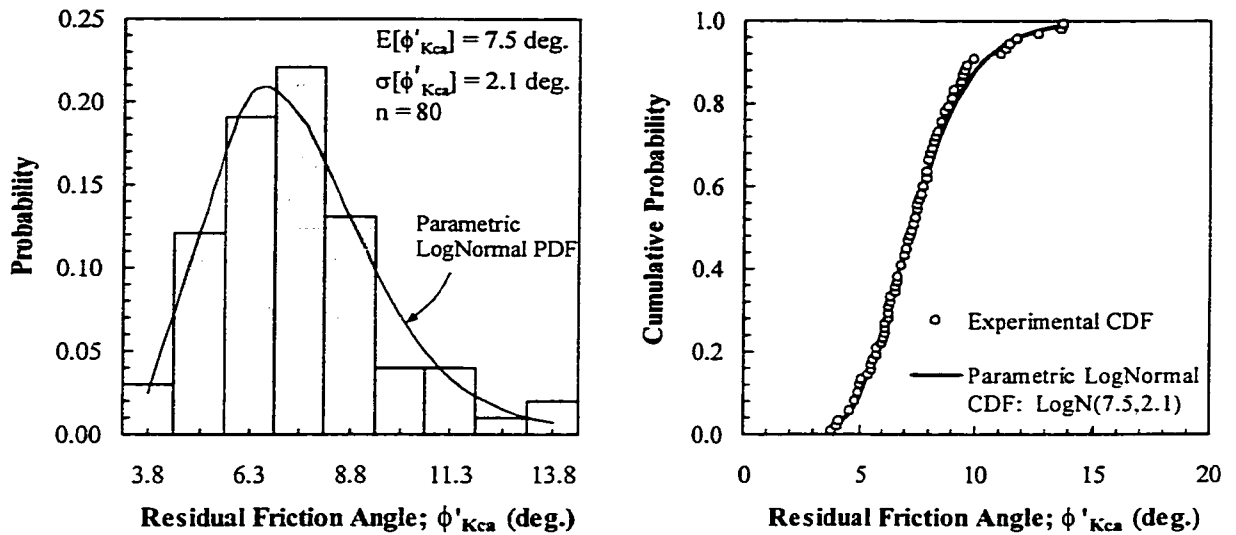 0.25
0.20
0.15
0.10
0.05
0.00
Probability
E[ϕ'Kca] = 7.5 deg.
σ[ϕ'Kca] = 2.1 deg.
n = 80
Parametric
LogNormal PDF
3.8 6.3 8.8 11.3 13.8
Residual Friction Angle; ϕ'Kca (deg.)
1.0
0.8
0.6
0.4
0.2
0.0
Cumulative Probability
Experimental CDF
Parametric LogNormal
CDF: LogN(7.5,2.1)
0 5 10 15 20
Residual Friction Angle; ϕ'Kca (deg.)